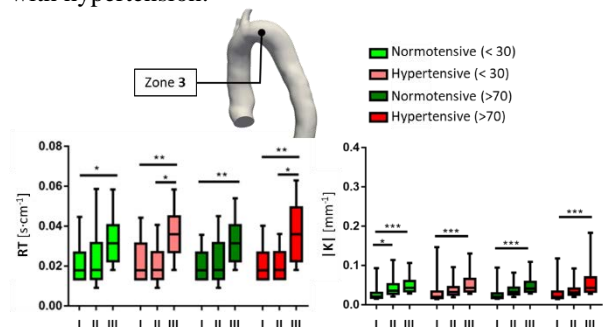 with hypertension.
Zone 3
Normotensive (< 30)
Hypertensive (< 30)
Normotensive (>70)
Hypertensive (>70)
RT [s·cm⁻¹]
0.08
0.06
0.04
0.02
0.00
* ** * ** ** *
I II III I II III I II III I II III
|K| [mm⁻¹]
0.4
0.3
0.2
0.1
0.0
* *** *** *** ***
I II III I II III I II III I II III